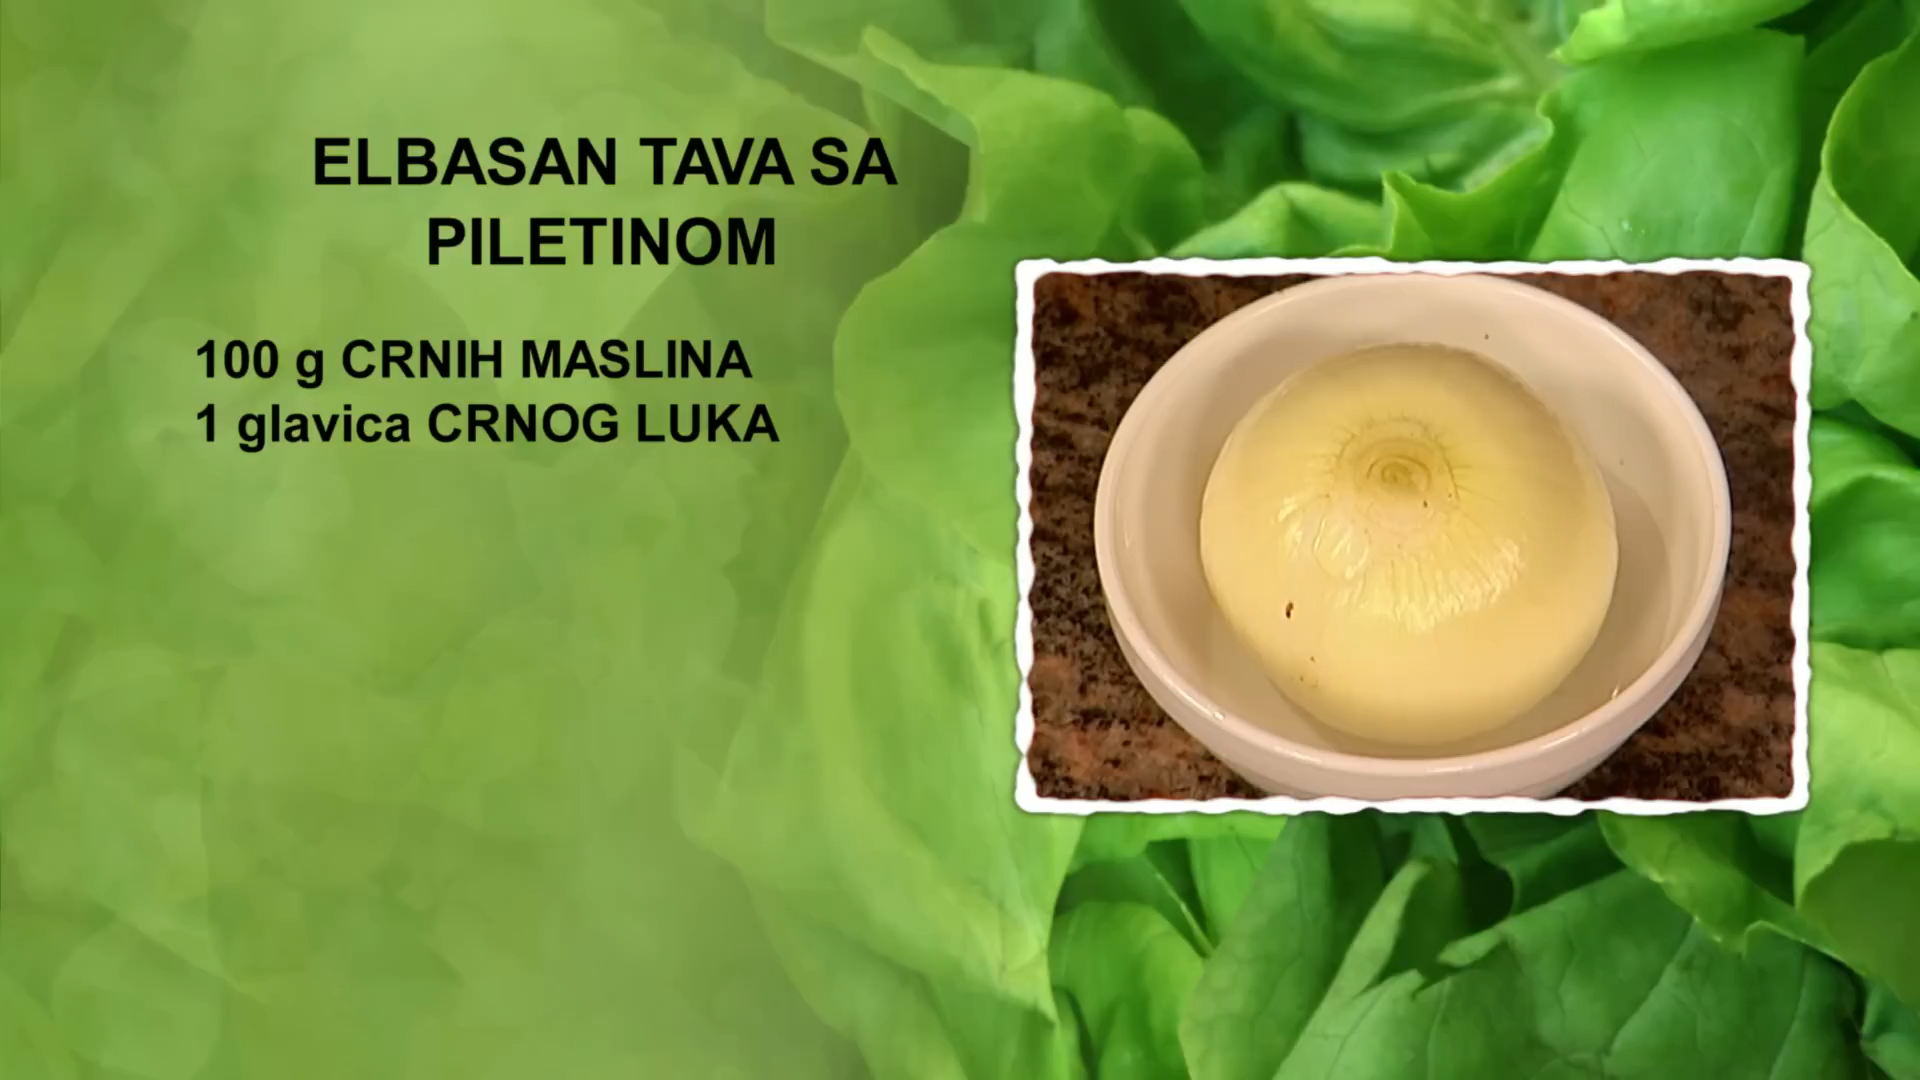 ELBASAN TAVA SA
PILETINOM
100 g CRNIH MASLINA
1 glavica CRNOG LUKA